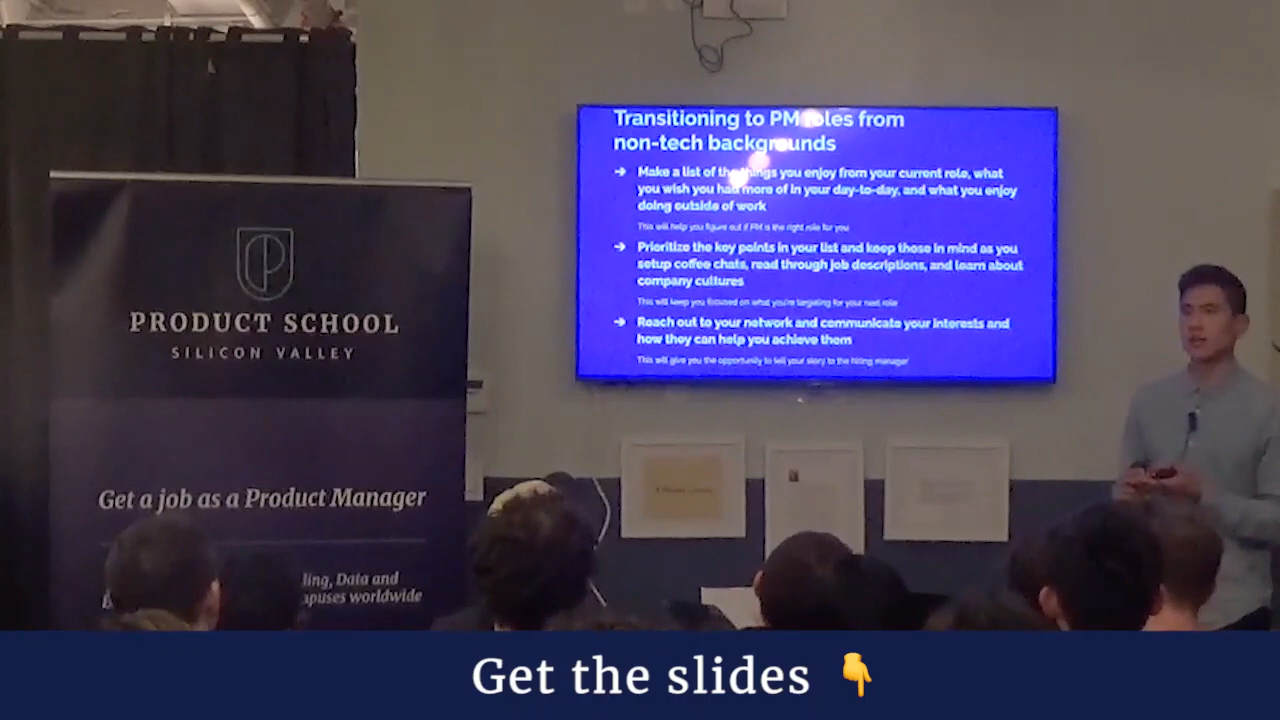 PRODUCT SCHOOL
SILICON VALLEY
Get a job as a Product Manager
ling, Data and
puses worldwide
Transitioning to PM roles from
non-tech backgrounds
➔ Make a list of the things you enjoy from your current role, what
you wish you had more of in your day-to-day, and what you enjoy
doing outside of work
This will help you figure out if PM is the right role for you
➔ Prioritize the key points in your list and keep those in mind as you
setup coffee chats, read through job descriptions, and learn about
company cultures
This will keep you focused on what you're targeting for your next role
➔ Reach out to your network and communicate your interests and
how they can help you achieve them
This will give you the opportunity to tell your story to the hiring manager
Get the slides 👇